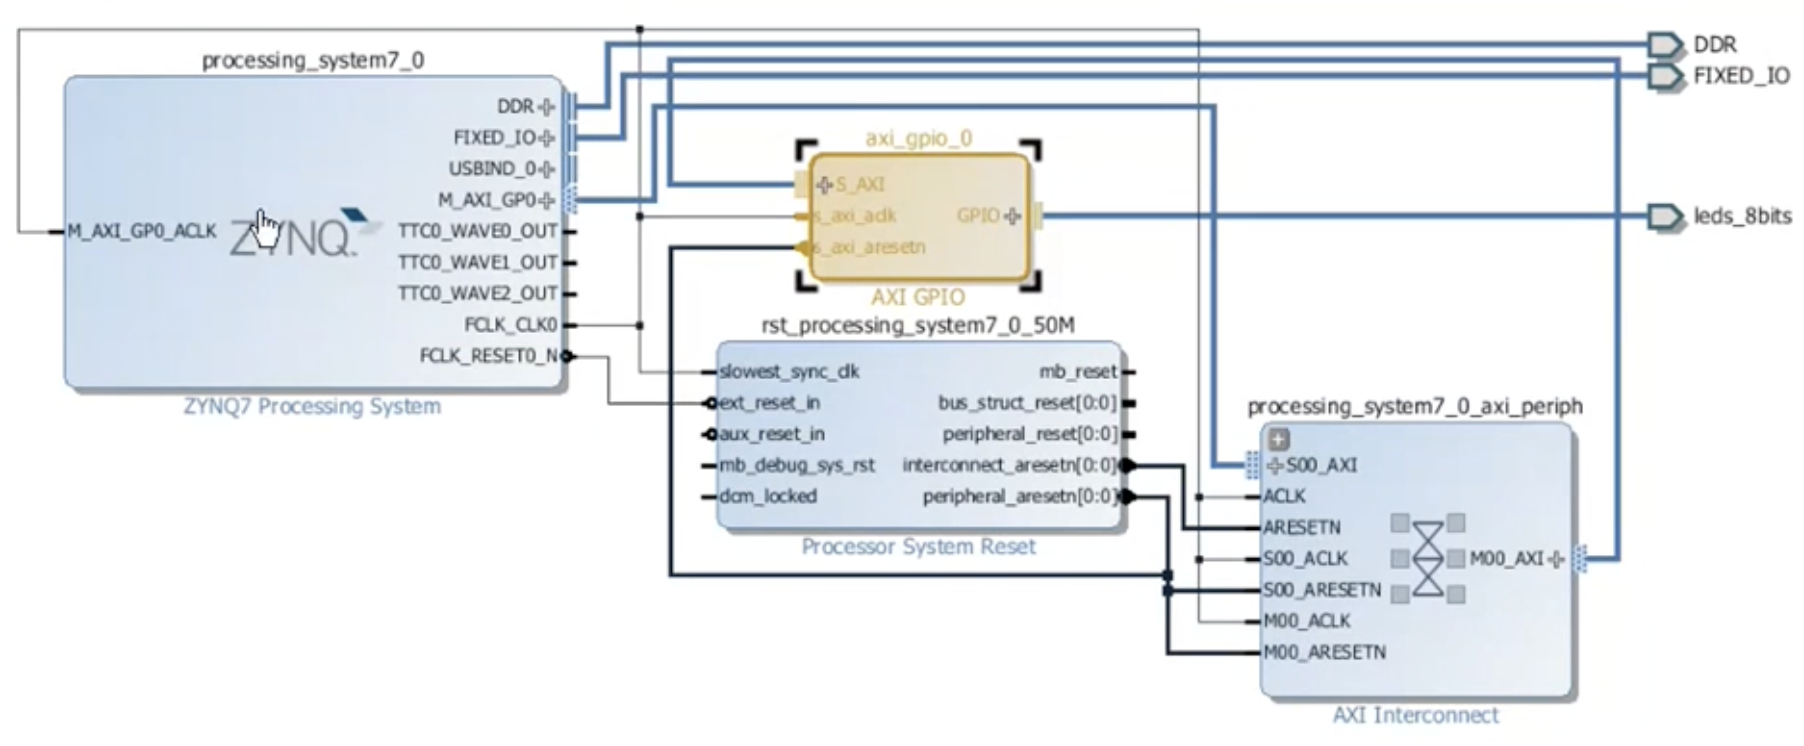 processing_system7_0
DDR
FIXED_IO
USBIND_0
M_AXI_GP0
M_AXI_GP0_ACLK
ZYNQ
TTC0_WAVE0_OUT
TTC0_WAVE1_OUT
TTC0_WAVE2_OUT
FCLK_CLK0
FCLK_RESET0_N
ZYNQ7 Processing System
axi_gpio_0
S_AXI
s_axi_aclk
GPIO
s_axi_aresetn
AXI GPIO
rst_processing_system7_0_50M
slowest_sync_clk
mb_reset
ext_reset_in
bus_struct_reset[0:0]
aux_reset_in
peripheral_reset[0:0]
mb_debug_sys_rst
interconnect_aresetn[0:0]
dcm_locked
peripheral_aresetn[0:0]
Processor System Reset
processing_system7_0_axi_periph
S00_AXI
ACLK
ARESETN
S00_ACLK
M00_AXI
S00_ARESETN
M00_ACLK
M00_ARESETN
AXI Interconnect
DDR
FIXED_IO
leds_8bits